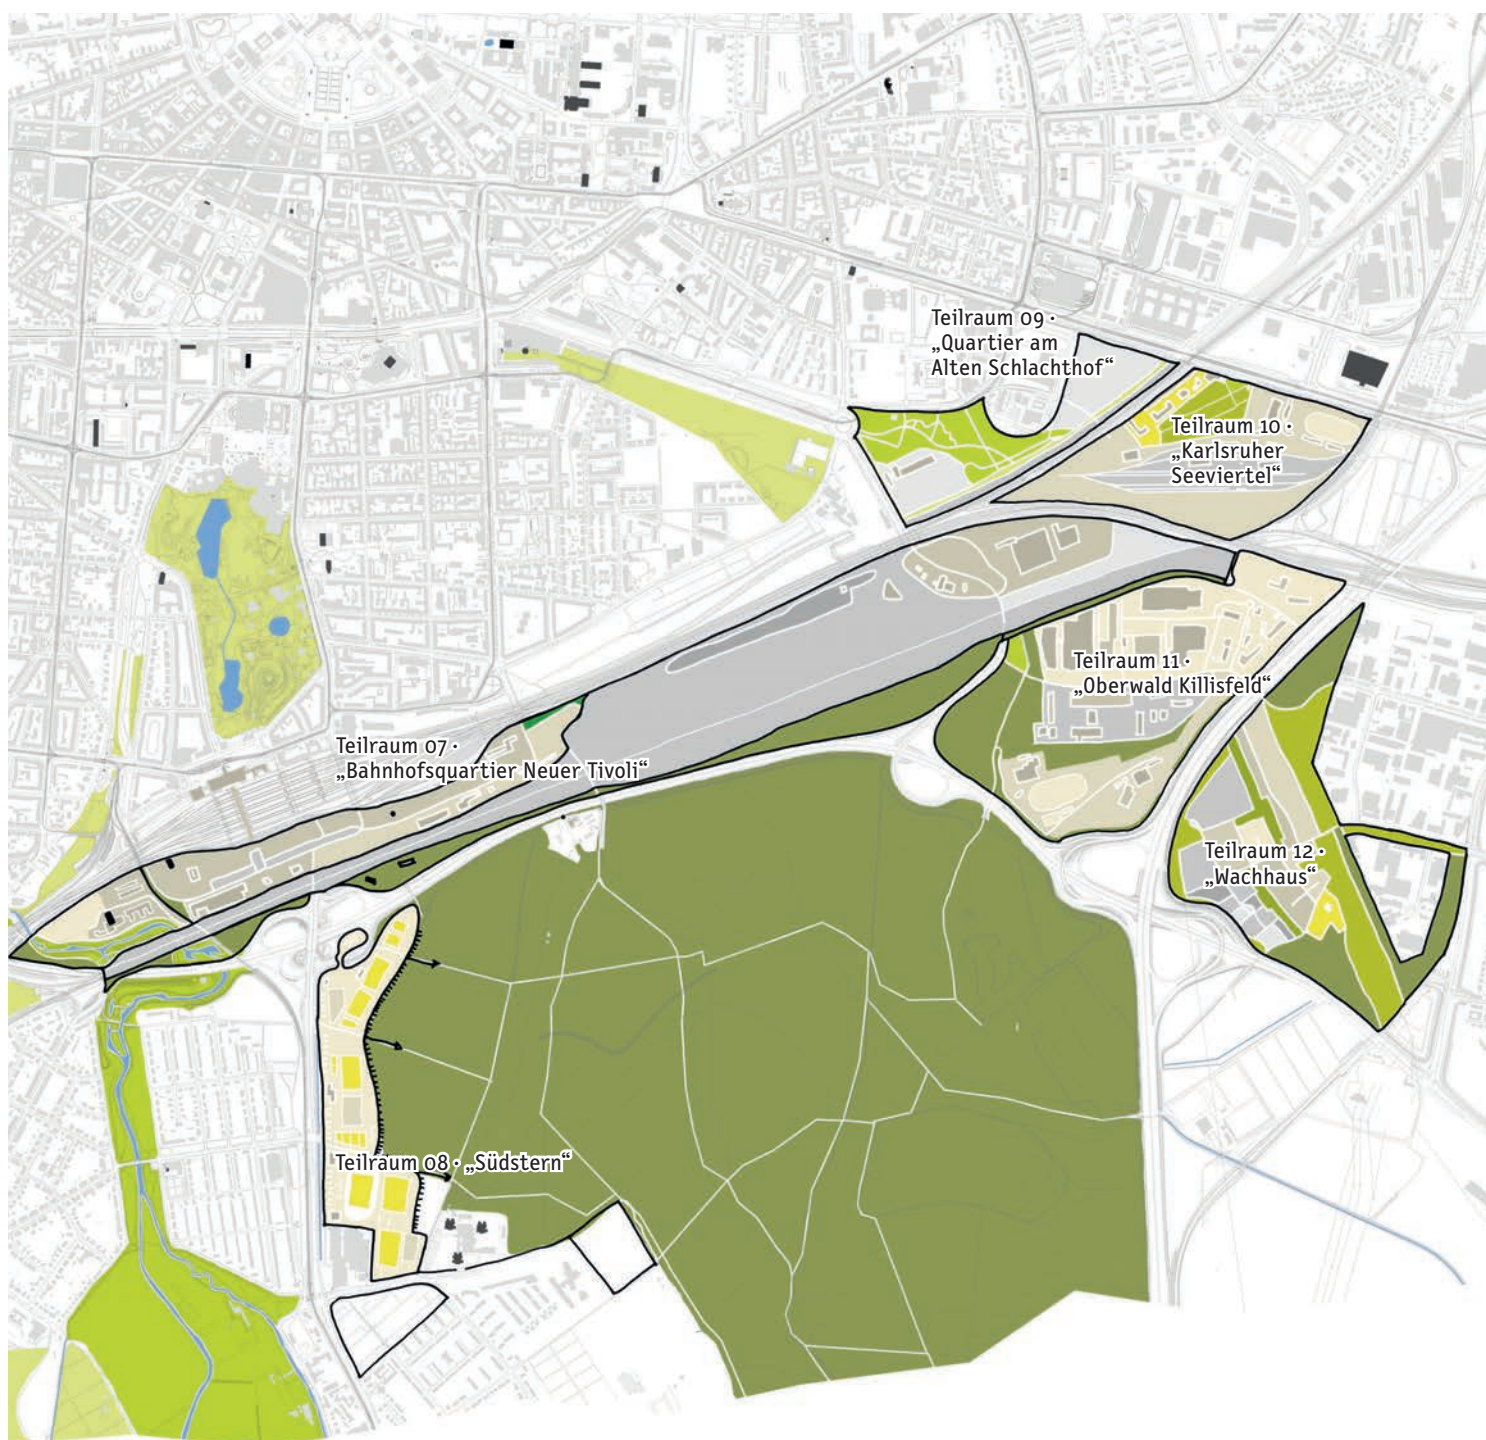 Teilraum 09 ·
„Quartier am
Alten Schlachthof“
Teilraum 10 ·
„Karlsruher
Seeviertel“
Teilraum 11 ·
„Oberwald Killisfeld“
Teilraum 07 ·
„Bahnhofsquartier Neuer Tivoli“
Teilraum 12 ·
„Wachhaus“
Teilraum 08 · „Südstern“